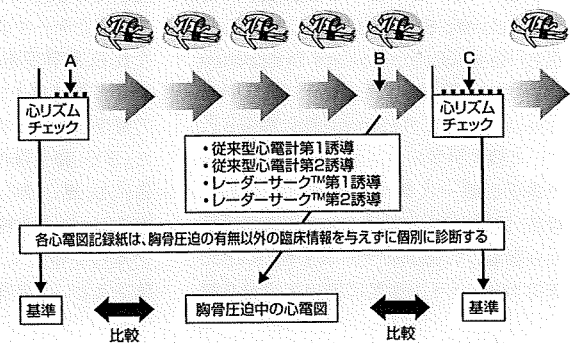 A
B
C
心リズム
チェック
心リズム
チェック
・従来型心電計第1誘導
・従来型心電計第2誘導
・レーダーサーク™第1誘導
・レーダーサーク™第2誘導
各心電図記録紙は、胸骨圧迫の有無以外の臨床情報を与えずに個別に診断する
基準
胸骨圧迫中の心電図
基準
比較
比較